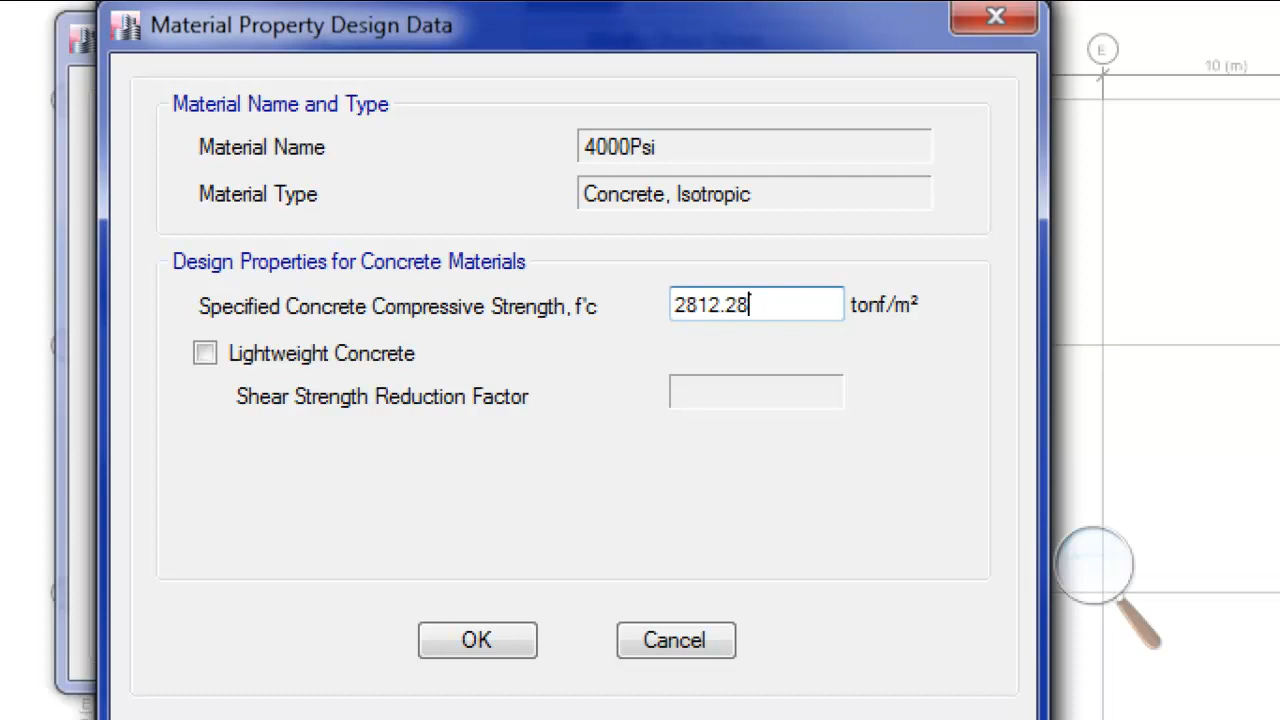 Material Property Design Data
E
10 (m)
Material Name and Type
Material Name 4000Psi
Material Type Concrete, Isotropic
Design Properties for Concrete Materials
Specified Concrete Compressive Strength, f'c 2812.28 tonf/m²
Lightweight Concrete
Shear Strength Reduction Factor
OK Cancel